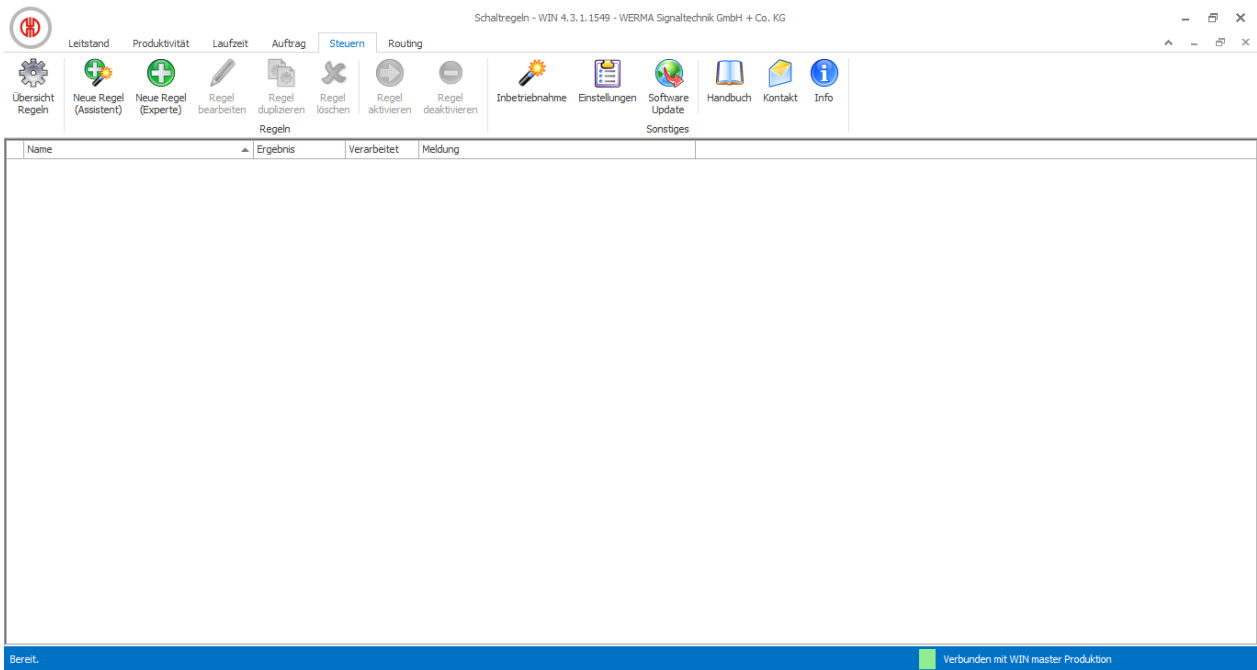 Schaltregeln - WIN 4.3.1.1549 - WERMA Signaltechnik GmbH + Co. KG
Leitstand Produktivität Laufzeit Auftrag Steuern Routing
Übersicht Regeln
Neue Regel (Assistent)
Neue Regel (Experte)
Regel bearbeiten
Regel duplizieren
Regel löschen
Regel aktivieren
Regel deaktivieren
Inbetriebnahme
Einstellungen
Software Update
Handbuch
Kontakt
Info
Regeln
Sonstiges
Name Ergebnis Verarbeitet Meldung
Bereit.
Verbunden mit WIN master Produktion